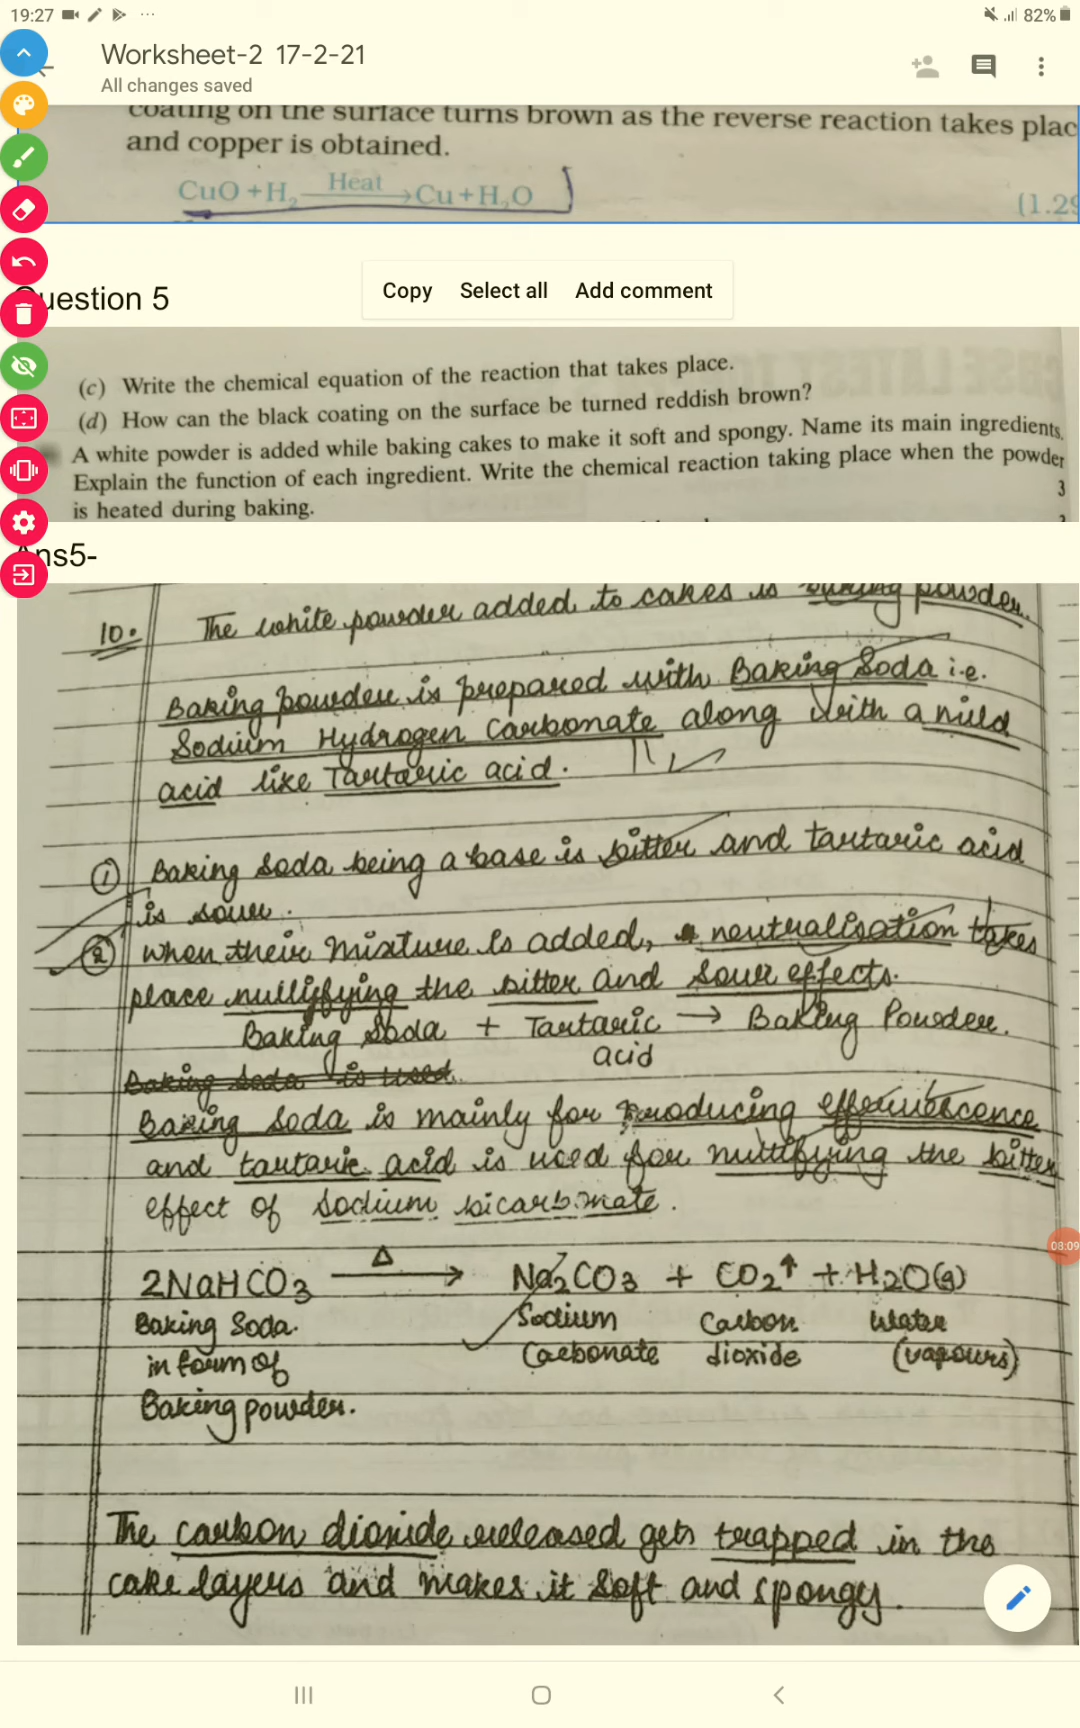 19:27
82%
Worksheet-2 17-2-21
All changes saved
coating on the surface turns brown as the reverse reaction takes plac
and copper is obtained.
CuO + H₂ —Heat→ Cu + H₂O
(1.29
Question 5
Copy Select all Add comment
(c) Write the chemical equation of the reaction that takes place.
(d) How can the black coating on the surface be turned reddish brown?
A white powder is added while baking cakes to make it soft and spongy. Name its main ingredients.
Explain the function of each ingredient. Write the chemical reaction taking place when the powder
is heated during baking.
3
Ans5-
10. The white powder added to cakes is baking powder.
Baking powder is prepared with Baking Soda i.e.
Sodium Hydrogen Carbonate along with a mild
acid like Tartaric acid.
① Baking Soda being a base is bitter and tartaric acid
is sour.
② when their mixture is added, neutralisation takes
place nullifying the bitter and sour effects.
Baking Soda + Tartaric → Baking Powder.
acid
Baking soda is used.
Baking Soda is mainly for producing effervescence
and tartaric acid is used for nullifying the bitter
effect of sodium bicarbonate.
2NaHCO₃ —Δ→ Na₂CO₃ + CO₂↑ + H₂O(g)
Baking Soda Sodium Carbon water
in form of Carbonate dioxide (vapours)
Baking powder.
08:09
The carbon dioxide released gets trapped in the
cake layers and makes it soft and spongy.